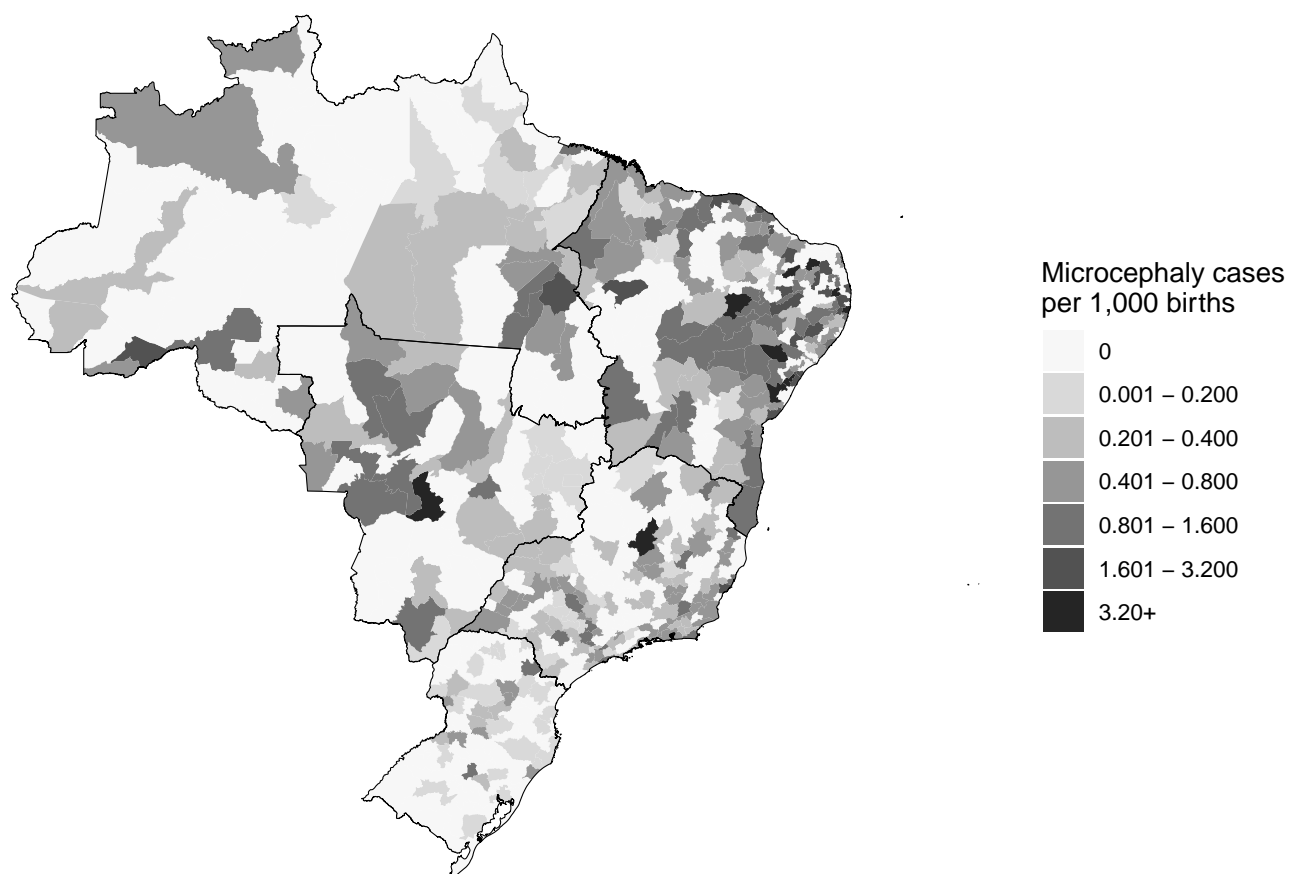 Microcephaly cases
per 1,000 births
0
0.001 − 0.200
0.201 − 0.400
0.401 − 0.800
0.801 − 1.600
1.601 − 3.200
3.20+